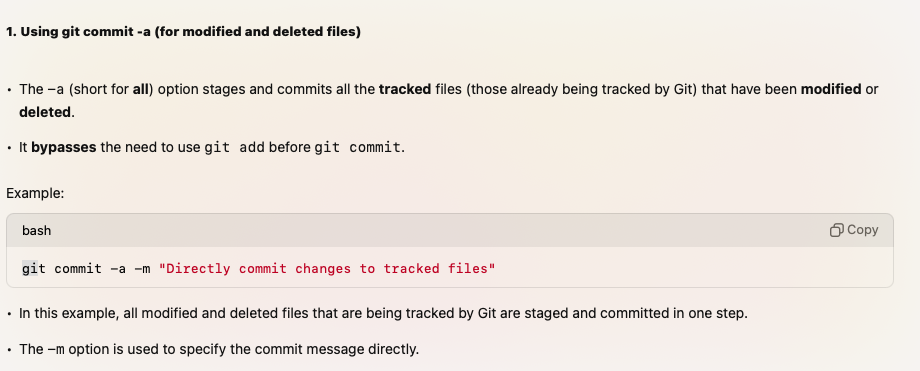 1. Using git commit -a (for modified and deleted files)
• The –a (short for all) option stages and commits all the tracked files (those already being tracked by Git) that have been modified or
deleted.
• It bypasses the need to use git add before git commit.
Example:
bash
Copy
git commit –a –m "Directly commit changes to tracked files"
• In this example, all modified and deleted files that are being tracked by Git are staged and committed in one step.
• The –m option is used to specify the commit message directly.